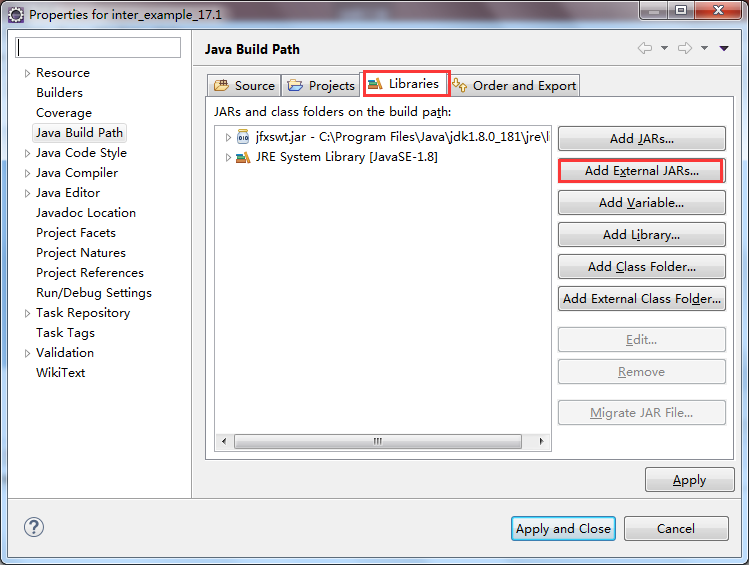 Properties for inter_example_17.1
Resource
Builders
Coverage
Java Build Path
Java Code Style
Java Compiler
Java Editor
Javadoc Location
Project Facets
Project Natures
Project References
Run/Debug Settings
Task Repository
Task Tags
Validation
WikiText
Java Build Path
Source
Projects
Libraries
Order and Export
JARs and class folders on the build path:
jfxswt.jar - C:\Program Files\Java\jdk1.8.0_181\jre\l
JRE System Library [JavaSE-1.8]
Add JARs...
Add External JARs...
Add Variable...
Add Library...
Add Class Folder...
Add External Class Folder...
Edit...
Remove
Migrate JAR File...
Apply
Apply and Close
Cancel